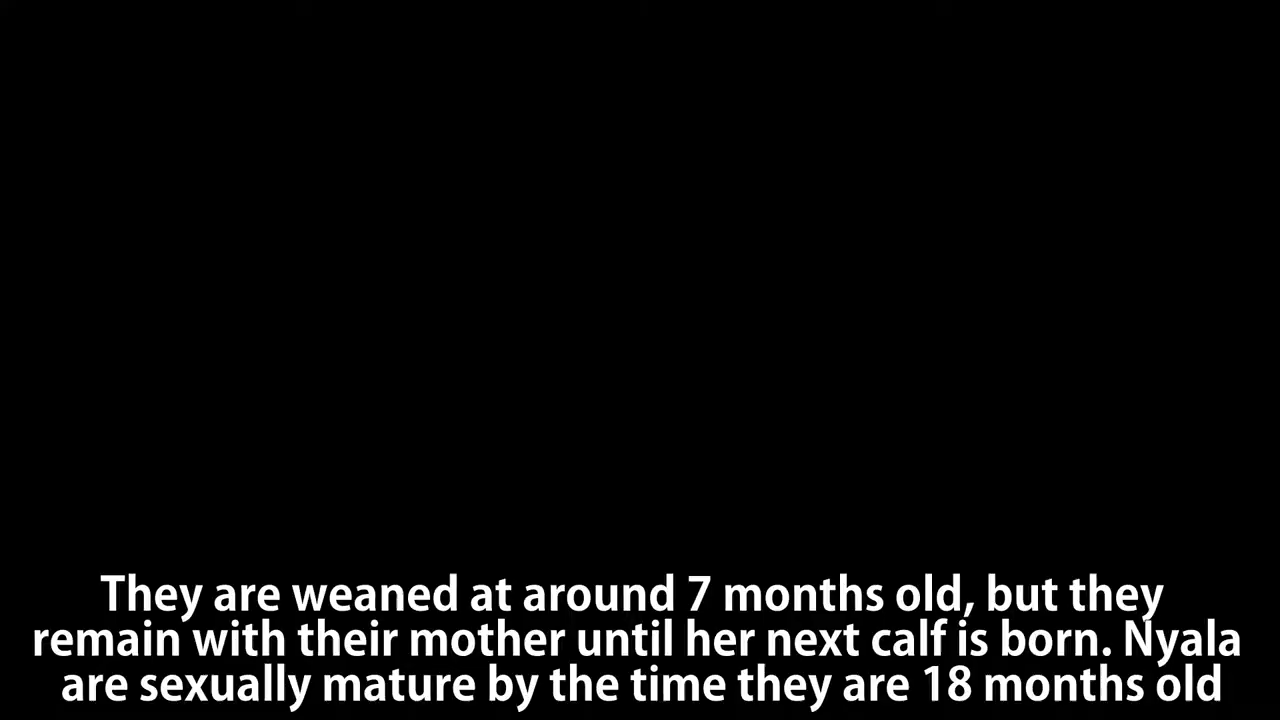 They are weaned at around 7 months old, but they
remain with their mother until her next calf is born. Nyala
are sexually mature by the time they are 18 months old